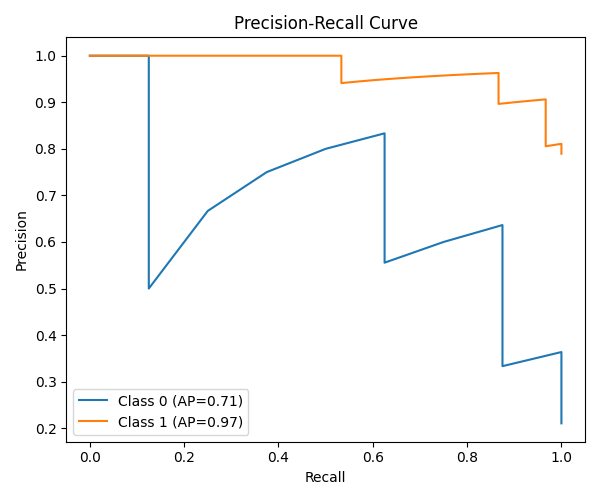 Precision-Recall Curve
Precision
1.0
0.9
0.8
0.7
0.6
0.5
0.4
0.3
0.2
Class 0 (AP=0.71)
Class 1 (AP=0.97)
0.0 0.2 0.4 0.6 0.8 1.0
Recall